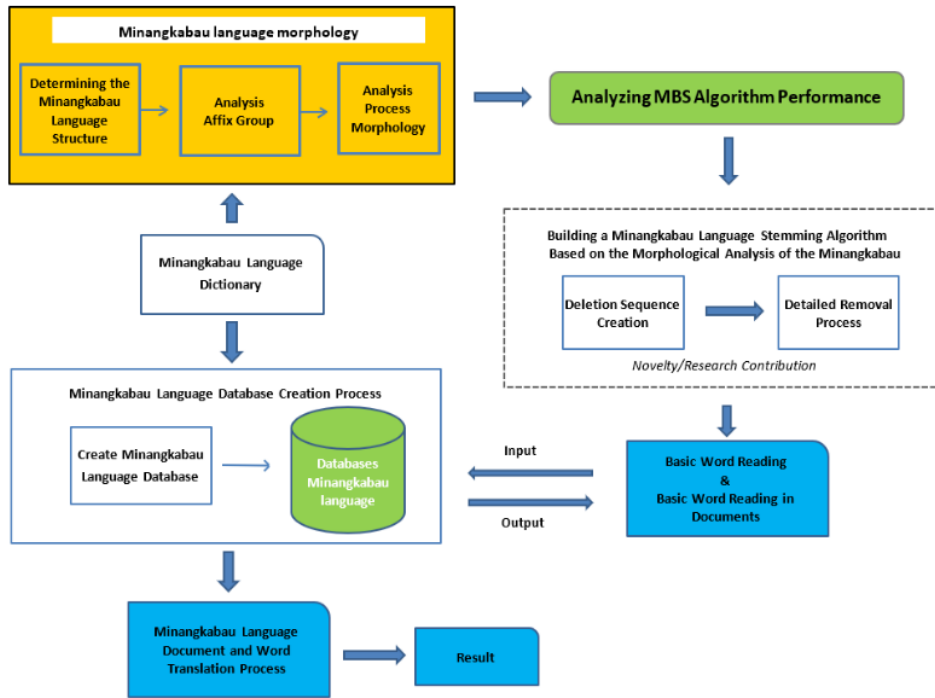 Minangkabau language morphology
Determining the
Minangkabau
Language
Structure
Analysis
Affix Group
Analysis
Process
Morphology
Analyzing MBS Algorithm Performance
Building a Minangkabau Language Stemming Algorithm
Based on the Morphological Analysis of the Minangkabau
Deletion Sequence
Creation
Detailed Removal
Process
Novelty/Research Contribution
Minangkabau Language
Dictionary
Minangkabau Language Database Creation Process
Create Minangkabau
Language Database
Databases
Minangkabau
language
Input
Output
Basic Word Reading
&
Basic Word Reading in
Documents
Minangkabau Language
Document and Word
Translation Process
Result